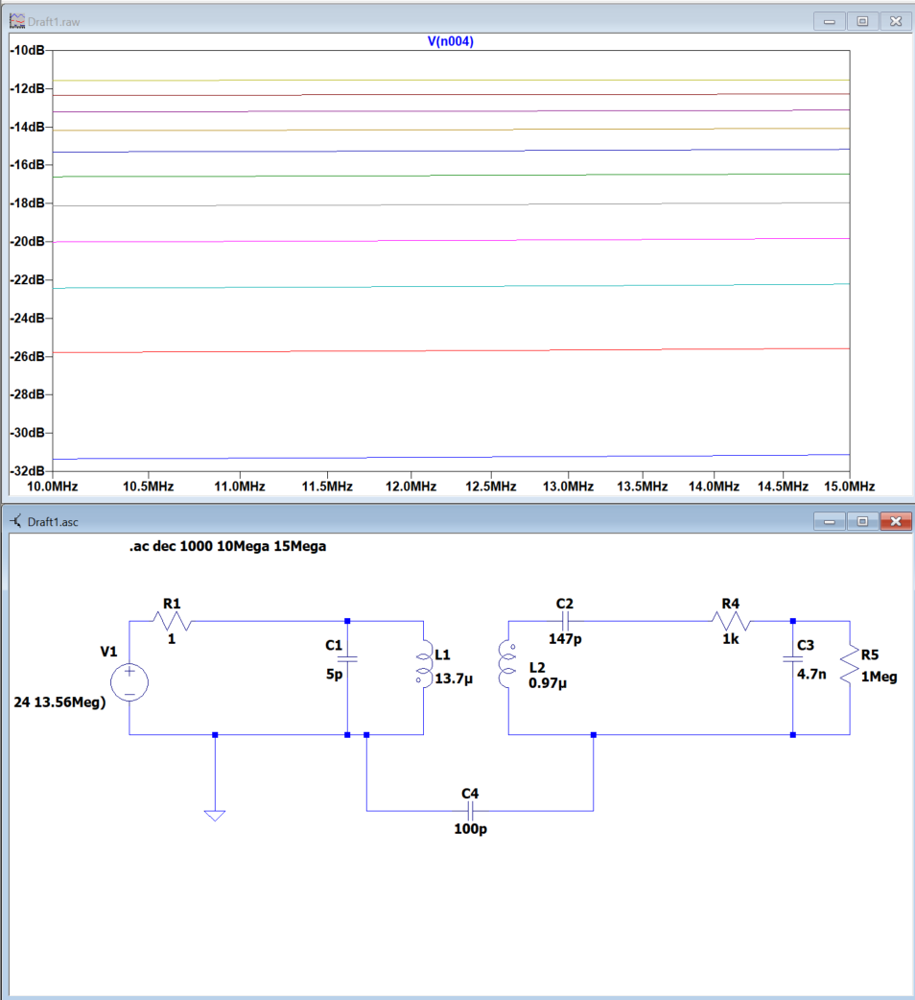 Draft1.raw
V(n004)
-10dB
-12dB
-14dB
-16dB
-18dB
-20dB
-22dB
-24dB
-26dB
-28dB
-30dB
-32dB
10.0MHz 10.5MHz 11.0MHz 11.5MHz 12.0MHz 12.5MHz 13.0MHz 13.5MHz 14.0MHz 14.5MHz 15.0MHz
Draft1.asc
.ac dec 1000 10Mega 15Mega
R1
1
V1
24 13.56Meg)
C1
5p
L1
13.7µ
L2
0.97µ
C2
147p
R4
1k
C3
4.7n
R5
1Meg
C4
100p